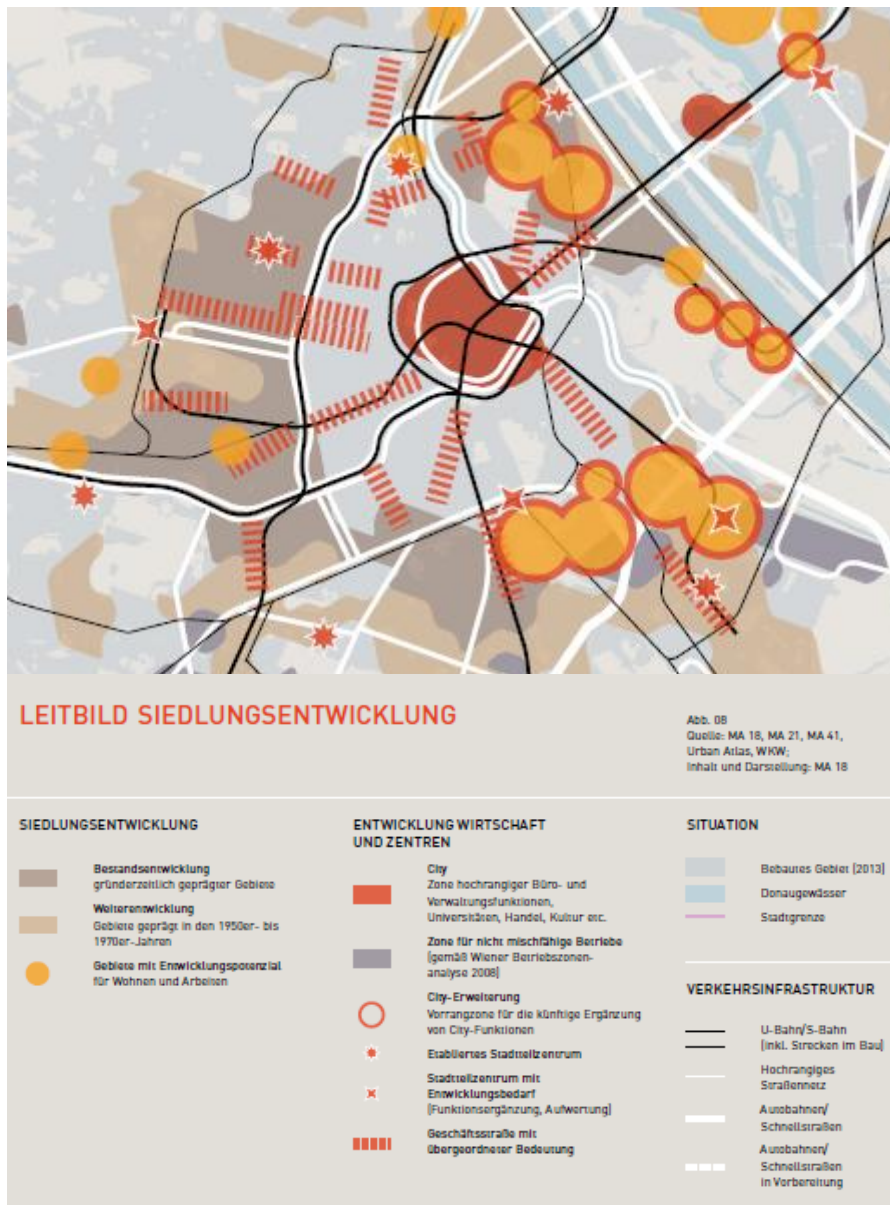 LEITBILD SIEDLUNGSENTWICKLUNG
Abb. 08
Quelle: MA 18, MA 21, MA 41,
Urban Atlas, WKW;
Inhalt und Darstellung: MA 18
SIEDLUNGSENTWICKLUNG
Bestandsentwicklung
gründerzeitlich geprägter Gebiete
Weiterentwicklung
Gebiete geprägt in den 1950er- bis
1970er-Jahren
Gebiete mit Entwicklungspotenzial
für Wohnen und Arbeiten
ENTWICKLUNG WIRTSCHAFT
UND ZENTREN
City
Zone hochrangiger Büro- und
Verwaltungsfunktionen,
Universitäten, Handel, Kultur etc.
Zone für nicht mischfähige Betriebe
(gemäß Wiener Betriebszonen-
analyse 2008)
City-Erweiterung
Vorrangzone für die künftige Ergänzung
von City-Funktionen
Etabliertes Stadtteilzentrum
Stadtteilzentrum mit
Entwicklungsbedarf
(Funktionsergänzung, Aufwertung)
Geschäftsstraße mit
übergeordneter Bedeutung
SITUATION
Bebautes Gebiet (2013)
Donaugewässer
Stadtgrenze
VERKEHRSINFRASTRUKTUR
U-Bahn/S-Bahn
(inkl. Strecken im Bau)
Hochrangiges
Straßennetz
Autobahnen/
Schnellstraßen
Autobahnen/
Schnellstraßen
in Vorbereitung